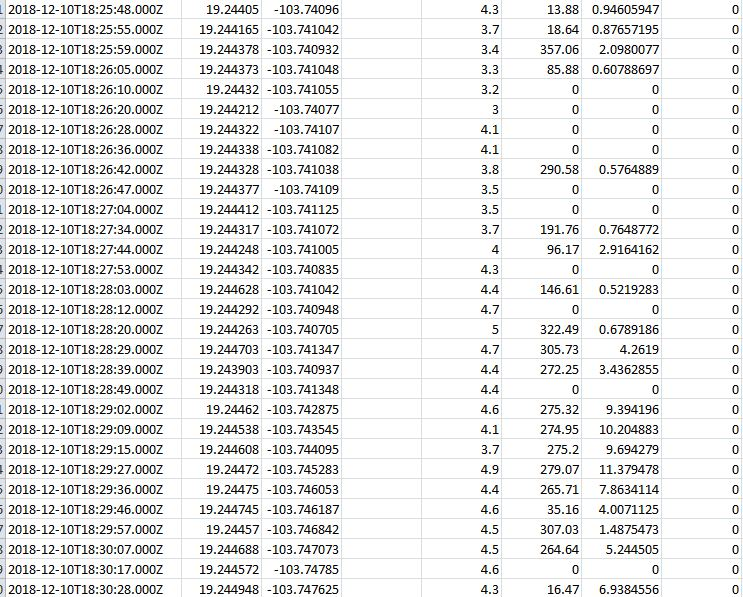 2018-12-10T18:25:48.000Z 19.24405 -103.74096 4.3 13.88 0.94605947 0
2018-12-10T18:25:55.000Z 19.244165 -103.741042 3.7 18.64 0.87657195 0
2018-12-10T18:25:59.000Z 19.244378 -103.740932 3.4 357.06 2.0980077 0
2018-12-10T18:26:05.000Z 19.244373 -103.741048 3.3 85.88 0.60788697 0
2018-12-10T18:26:10.000Z 19.24432 -103.741055 3.2 0 0 0
2018-12-10T18:26:20.000Z 19.244212 -103.74077 3 0 0 0
2018-12-10T18:26:28.000Z 19.244322 -103.74107 4.1 0 0 0
2018-12-10T18:26:36.000Z 19.244338 -103.741082 4.1 0 0 0
2018-12-10T18:26:42.000Z 19.244328 -103.741038 3.8 290.58 0.5764889 0
2018-12-10T18:26:47.000Z 19.244377 -103.74109 3.5 0 0 0
2018-12-10T18:27:04.000Z 19.244412 -103.741125 3.5 0 0 0
2018-12-10T18:27:34.000Z 19.244317 -103.741072 3.7 191.76 0.7648772 0
2018-12-10T18:27:44.000Z 19.244248 -103.741005 4 96.17 2.9164162 0
2018-12-10T18:27:53.000Z 19.244342 -103.740835 4.3 0 0 0
2018-12-10T18:28:03.000Z 19.244628 -103.741042 4.4 146.61 0.5219283 0
2018-12-10T18:28:12.000Z 19.244292 -103.740948 4.7 0 0 0
2018-12-10T18:28:20.000Z 19.244263 -103.740705 5 322.49 0.6789186 0
2018-12-10T18:28:29.000Z 19.244703 -103.741347 4.7 305.73 4.2619 0
2018-12-10T18:28:39.000Z 19.243903 -103.740937 4.4 272.25 3.4362855 0
2018-12-10T18:28:49.000Z 19.244318 -103.741348 4.4 0 0 0
2018-12-10T18:29:02.000Z 19.24462 -103.742875 4.6 275.32 9.394196 0
2018-12-10T18:29:09.000Z 19.244538 -103.743545 4.1 274.95 10.204883 0
2018-12-10T18:29:15.000Z 19.244608 -103.744095 3.7 275.2 9.694279 0
2018-12-10T18:29:27.000Z 19.24472 -103.745283 4.9 279.07 11.379478 0
2018-12-10T18:29:36.000Z 19.24475 -103.746053 4.4 265.71 7.8634114 0
2018-12-10T18:29:46.000Z 19.244745 -103.746187 4.6 35.16 4.0071125 0
2018-12-10T18:29:57.000Z 19.24457 -103.746842 4.5 307.03 1.4875473 0
2018-12-10T18:30:07.000Z 19.244688 -103.747073 4.5 264.64 5.244505 0
2018-12-10T18:30:17.000Z 19.244572 -103.74785 4.6 0 0 0
2018-12-10T18:30:28.000Z 19.244948 -103.747625 4.3 16.47 6.9384556 0